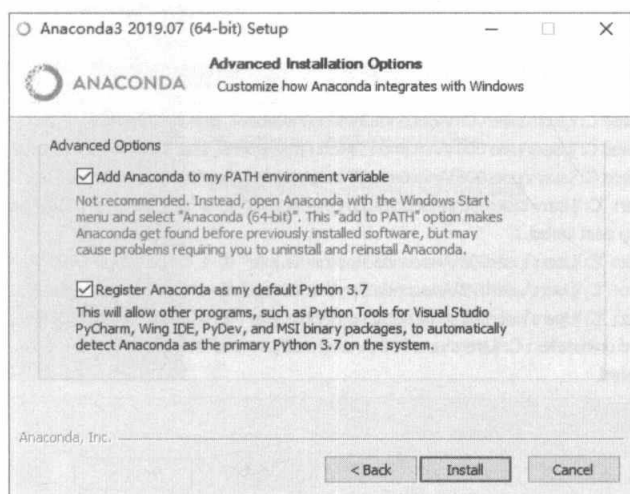 Anaconda3 2019.07 (64-bit) Setup
ANACONDA
Advanced Installation Options
Customize how Anaconda integrates with Windows
Advanced Options
Add Anaconda to my PATH environment variable
Not recommended. Instead, open Anaconda with the Windows Start
menu and select "Anaconda (64-bit)". This "add to PATH" option makes
Anaconda get found before previously installed software, but may
cause problems requiring you to uninstall and reinstall Anaconda.
Register Anaconda as my default Python 3.7
This will allow other programs, such as Python Tools for Visual Studio
PyCharm, Wing IDE, PyDev, and MSI binary packages, to automatically
detect Anaconda as the primary Python 3.7 on the system.
Anaconda, Inc.
< Back
Install
Cancel